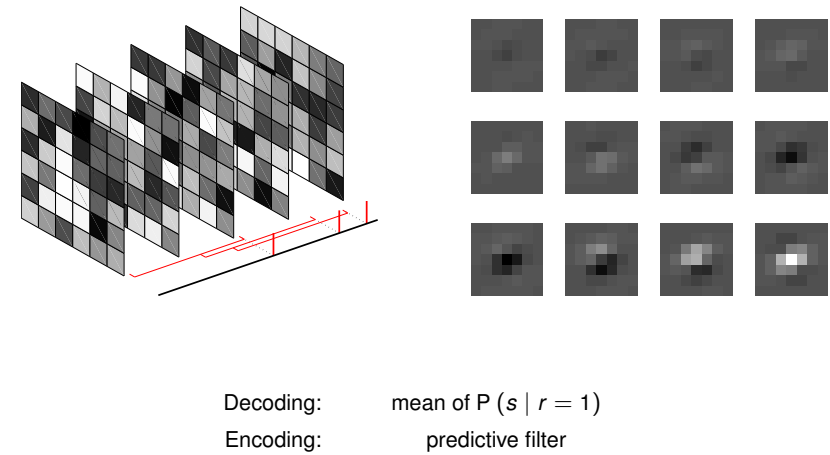 Decoding: mean of P (s | r = 1)
Encoding: predictive filter